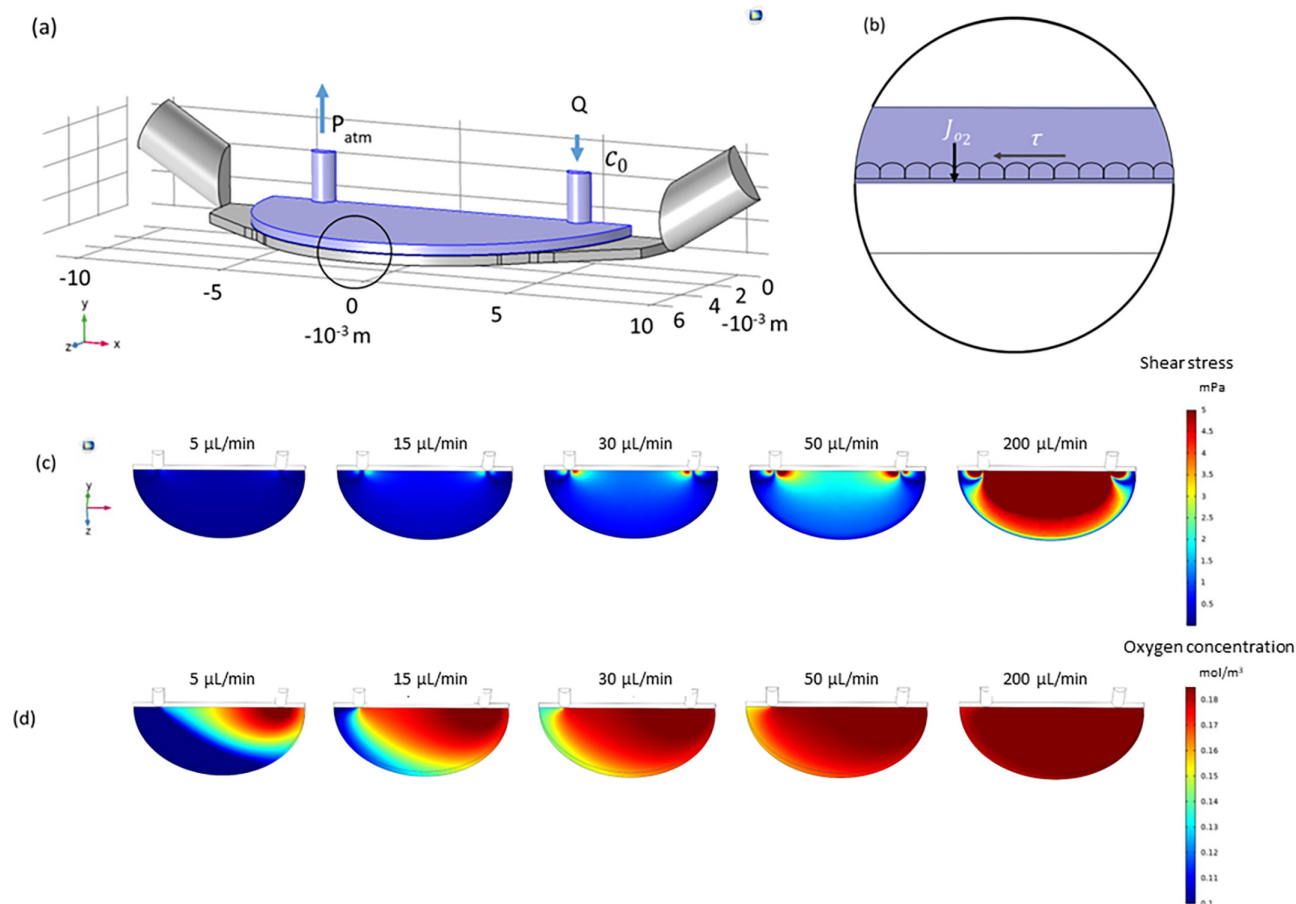 (a)
P_atm
Q
c_0
-10
-5
0
5
10
6
4
2
0
-10⁻³ m
-10⁻³ m
y
z
x
(b)
J_o2
τ
Shear stress
mPa
(c)
5 µL/min
15 µL/min
30 µL/min
50 µL/min
200 µL/min
y
z
5
4.5
4
3.5
3
2.5
2
1.5
1
0.5
Oxygen concentration
mol/m³
(d)
5 µL/min
15 µL/min
30 µL/min
50 µL/min
200 µL/min
0.18
0.17
0.16
0.15
0.14
0.13
0.12
0.11
0.1